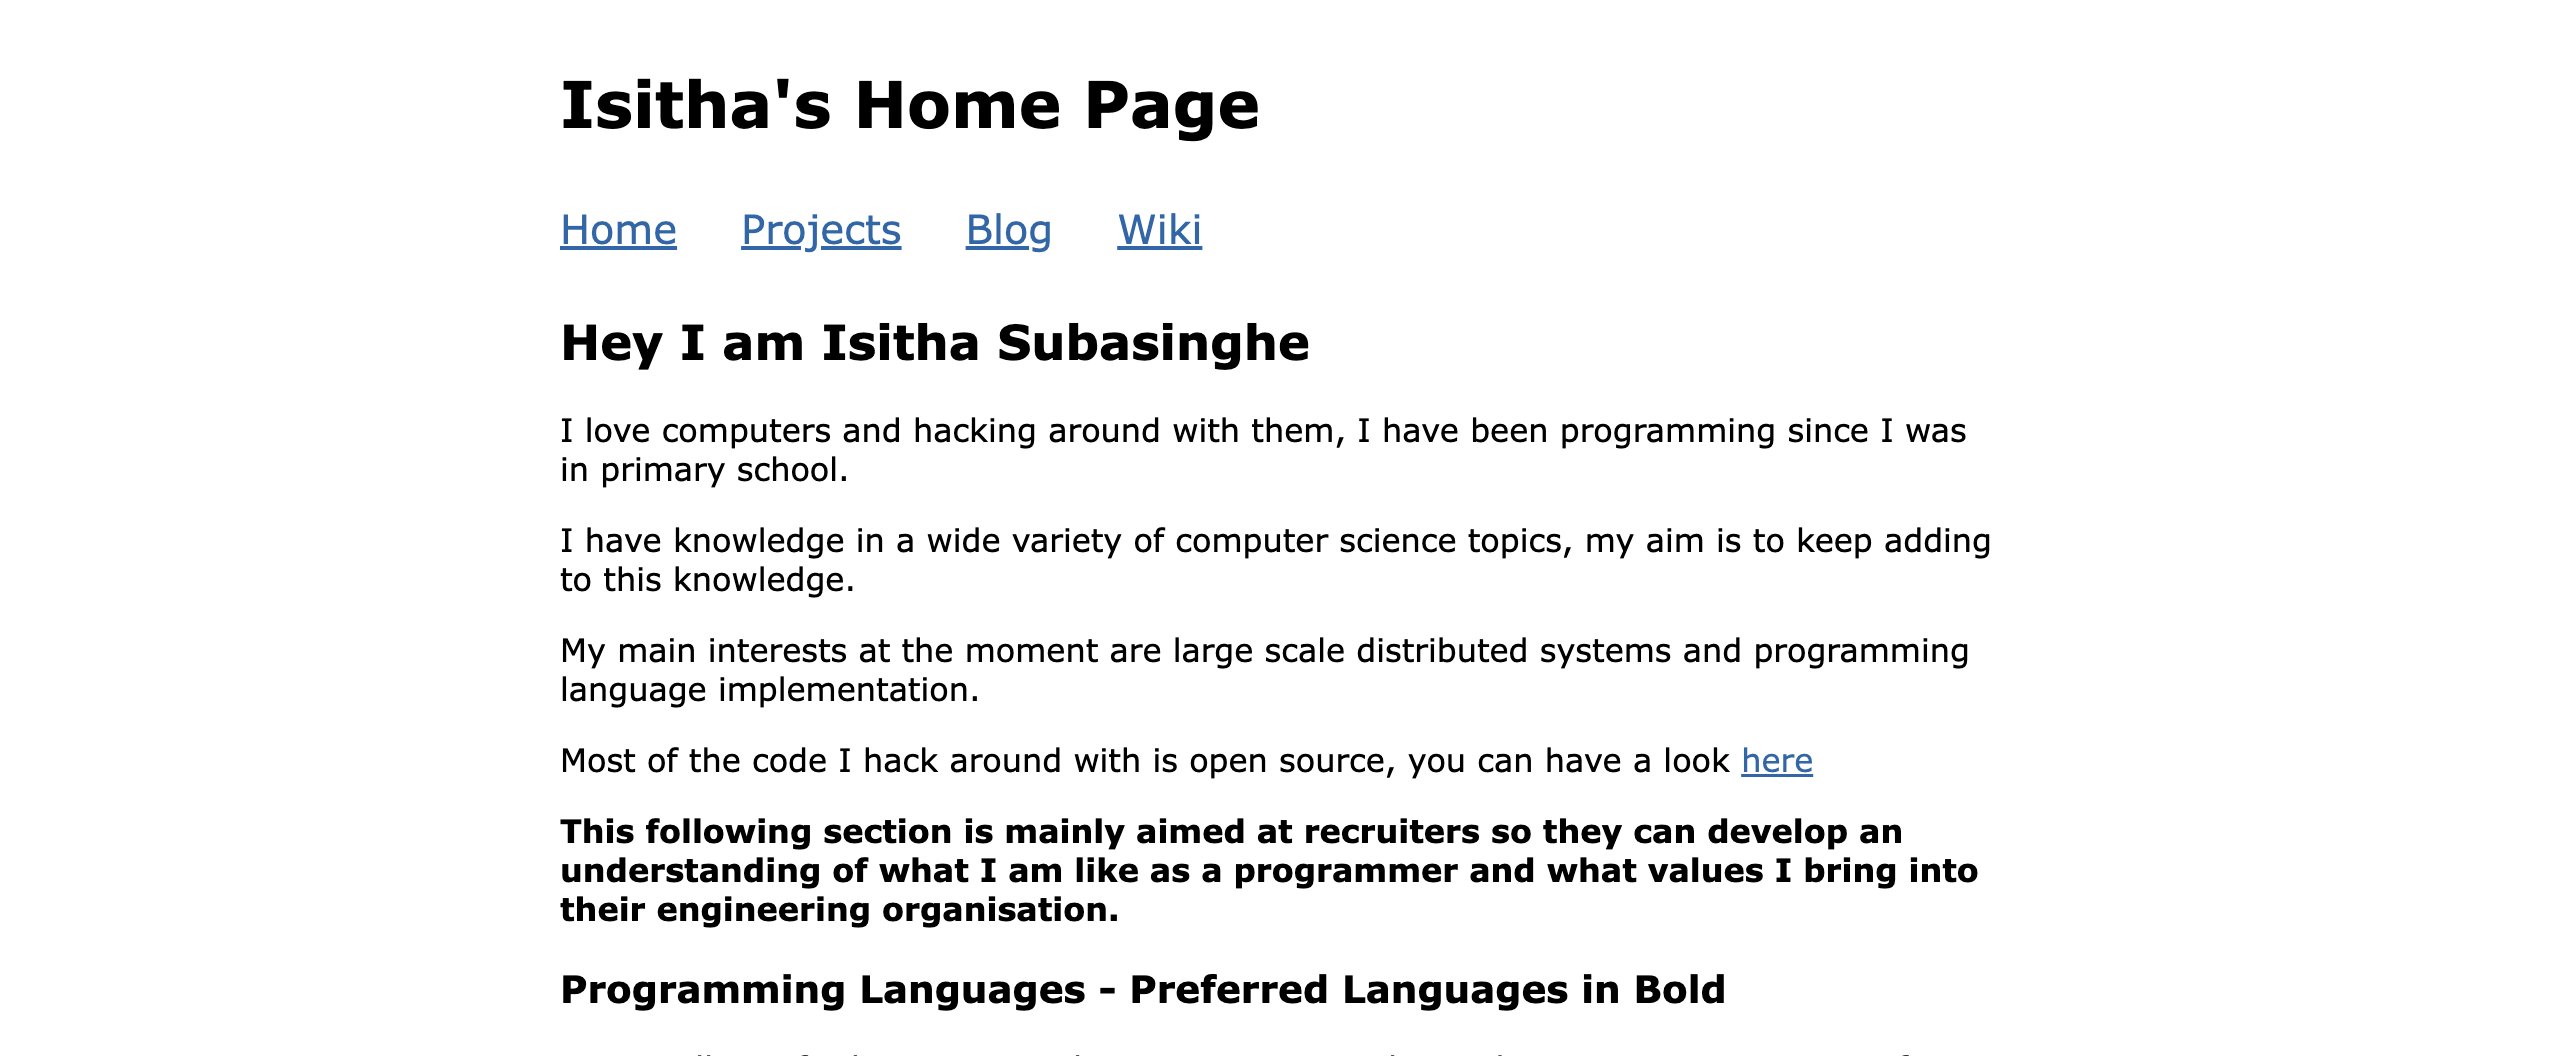 Isitha's Home Page
Home Projects Blog Wiki
Hey I am Isitha Subasinghe
I love computers and hacking around with them, I have been programming since I was
in primary school.
I have knowledge in a wide variety of computer science topics, my aim is to keep adding
to this knowledge.
My main interests at the moment are large scale distributed systems and programming
language implementation.
Most of the code I hack around with is open source, you can have a look here
This following section is mainly aimed at recruiters so they can develop an
understanding of what I am like as a programmer and what values I bring into
their engineering organisation.
Programming Languages - Preferred Languages in Bold